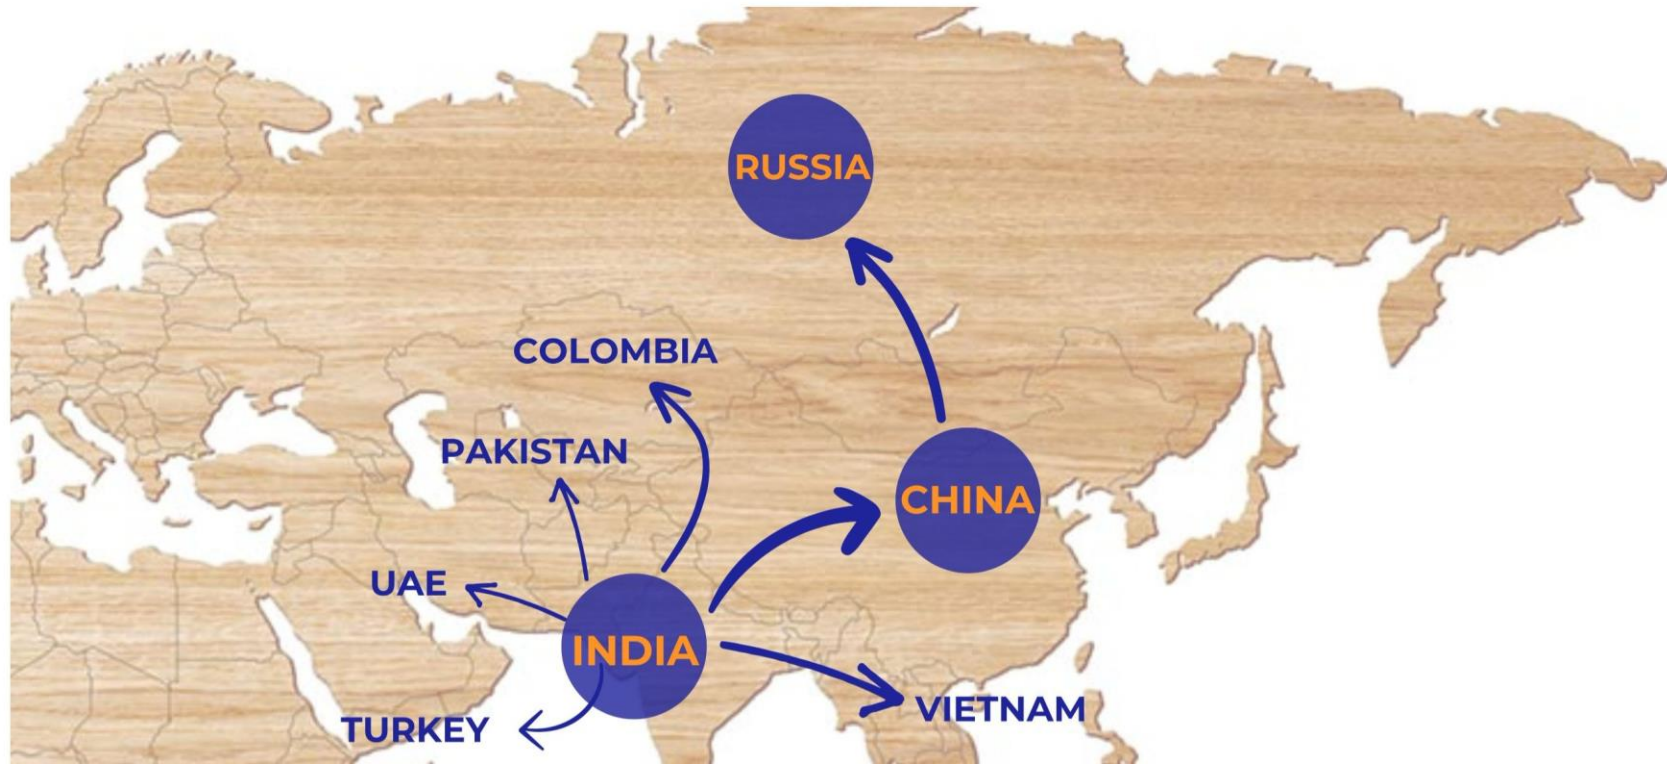 RUSSIA
COLOMBIA
PAKISTAN
CHINA
UAE
INDIA
VIETNAM
TURKEY